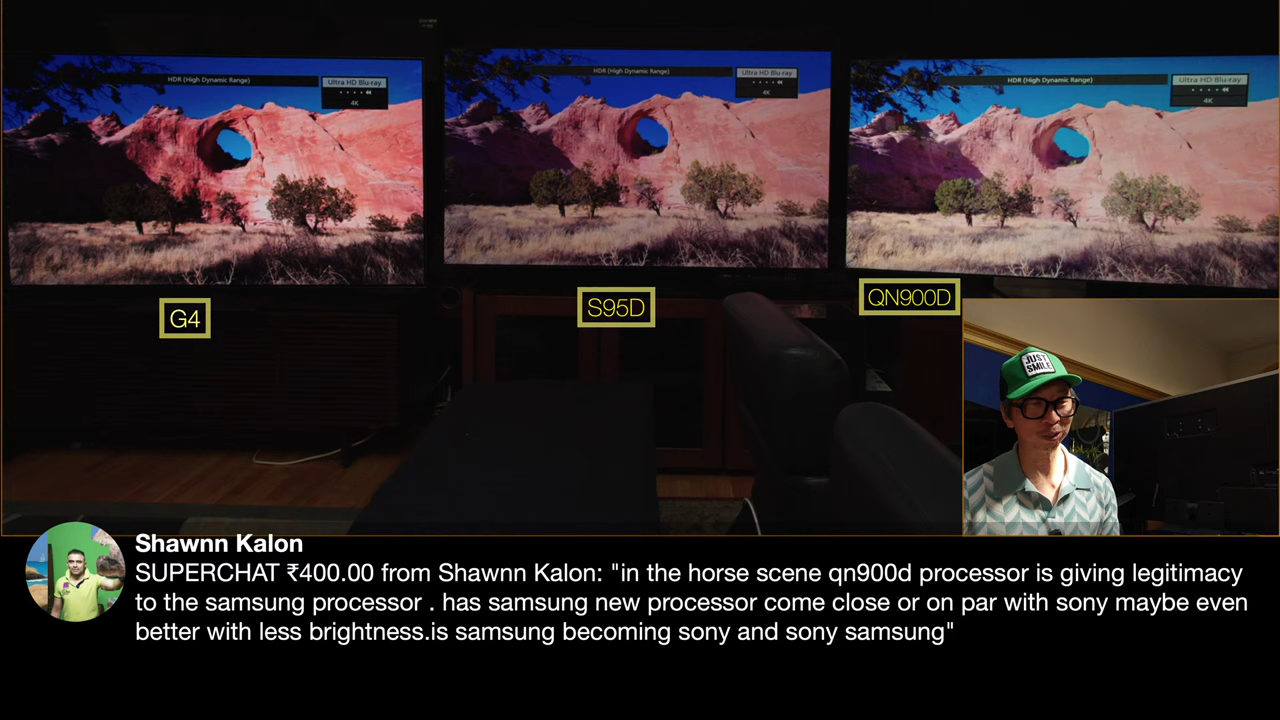 HDR (High Dynamic Range)
Ultra HD Blu-ray
4K
HDR (High Dynamic Range)
Ultra HD Blu-ray
4K
HDR (High Dynamic Range)
Ultra HD Blu-ray
4K
G4
S95D
QN900D
JUST
SMILE
Shawnn Kalon
SUPERCHAT ₹400.00 from Shawnn Kalon: "in the horse scene qn900d processor is giving legitimacy
to the samsung processor . has samsung new processor come close or on par with sony maybe even
better with less brightness.is samsung becoming sony and sony samsung"